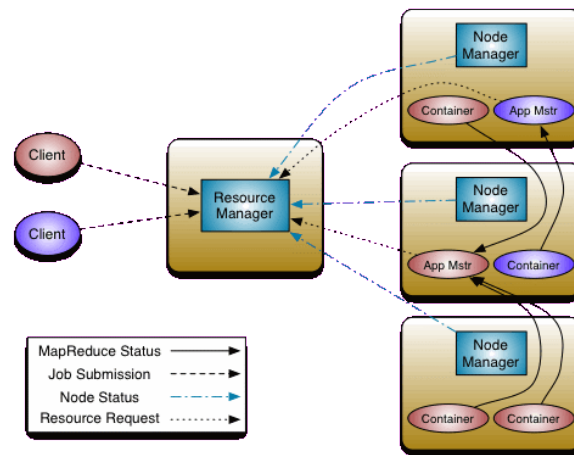 Node
Manager
Container
App Mstr
Client
Resource
Manager
Client
Node
Manager
App Mstr
Container
Node
Manager
Container
Container
MapReduce Status
Job Submission
Node Status
Resource Request